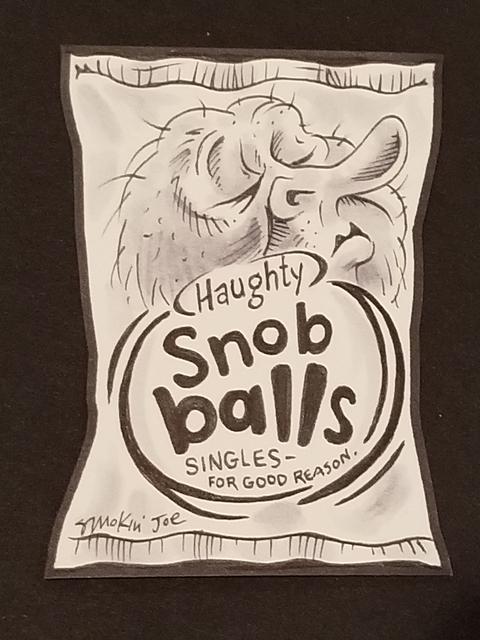 Haughty
Snob
balls
SINGLES-
FOR GOOD REASON.
SMOKIN' JOE